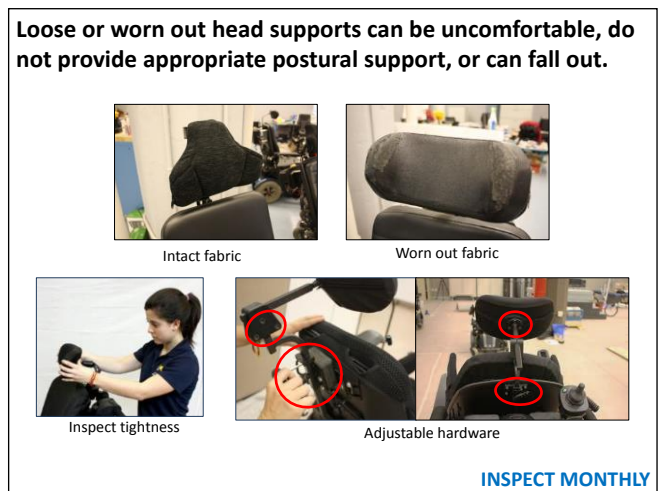 Loose or worn out head supports can be uncomfortable, do
not provide appropriate postural support, or can fall out.
Intact fabric
Worn out fabric
Inspect tightness
Adjustable hardware
INSPECT MONTHLY